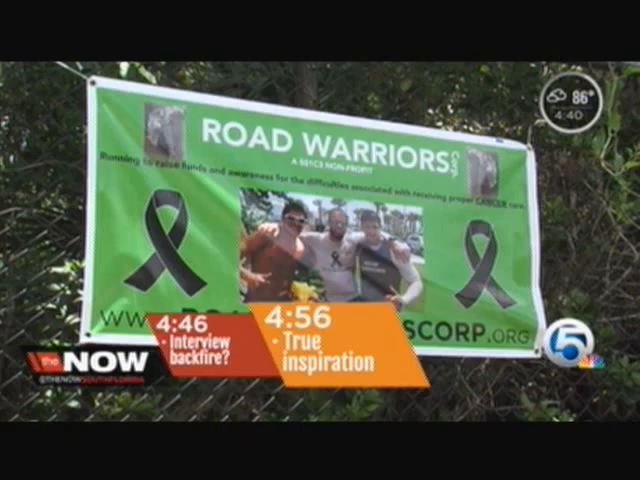 ROAD WARRIORS Corp.
A 501C3 NON-PROFIT
Running to raise funds and awareness for the difficulties associated with receiving proper CANCER care.
WWW. SCORP.ORG
86°
4:40
4:46
· Interview
backfire?
4:56
· True
inspiration
the NOW
@THENOWSOUTHFLORIDA
5